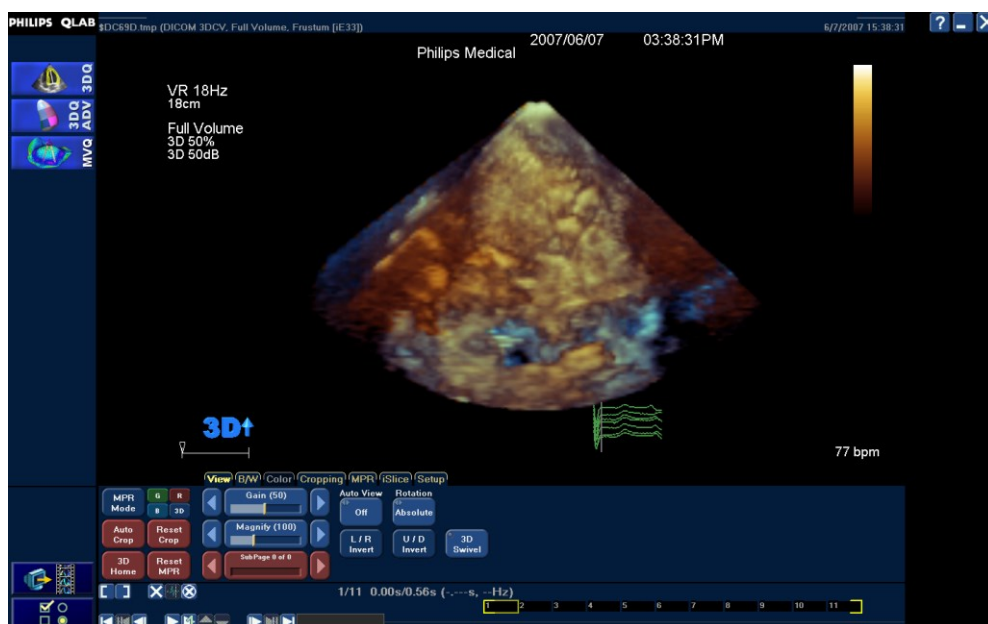 PHILIPS QLAB $DC69D.tmp (DICOM 3DCV, Full Volume, Frustum [iE33]) 6/7/2007 15:38:31 ?
2007/06/07 03:38:31PM
Philips Medical
3DQ
3DQ ADV
MVQ
VR 18Hz
18cm
Full Volume
3D 50%
3D 50dB
3D
V
77 bpm
View B/W Color Cropping MPR iSlice Setup
MPR Mode
G R
B 3D
Gain (50)
Auto View
Off
Rotation
Absolute
Auto Crop
Reset Crop
Magnify (100)
L / R Invert
U / D Invert
3D Swivel
3D Home
Reset MPR
SubPage 0 of 0
1/11 0.00s/0.56s (-.---s, --Hz)
1 2 3 4 5 6 7 8 9 10 11